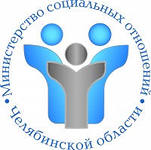 • Министерство социальных отношений •
Челябинской области